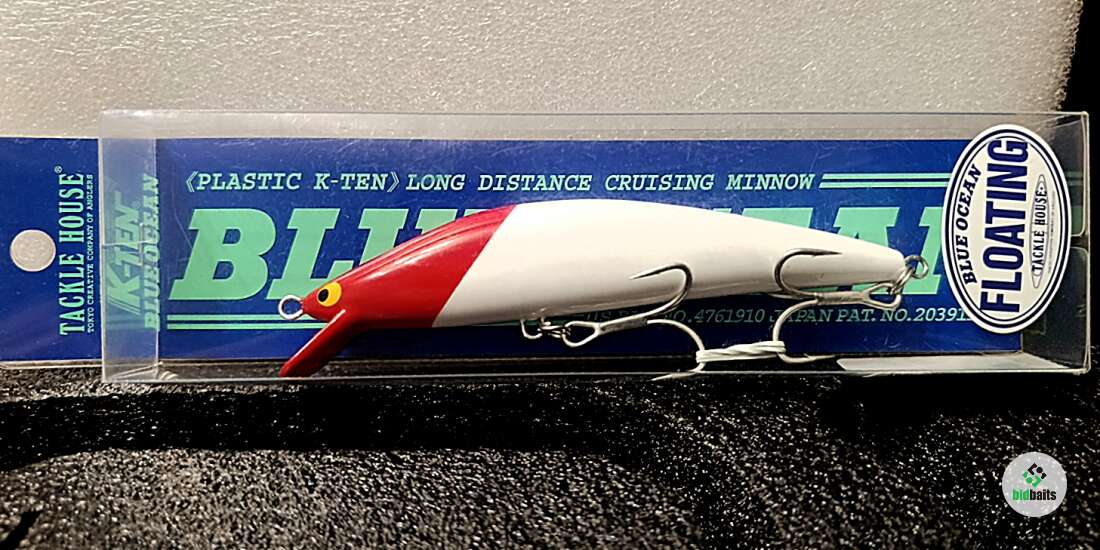 TACKLE HOUSE®
TOKYO CREATIVE COMPANY OF ANGLERS
K-TEN
BLUE OCEAN
《PLASTIC K-TEN》LONG DISTANCE CRUISING MINNOW
PAT. NO.4761910 JAPAN PAT. NO.20391
BLUE OCEAN
FLOATING
TACKLE HOUSE
bidbaits